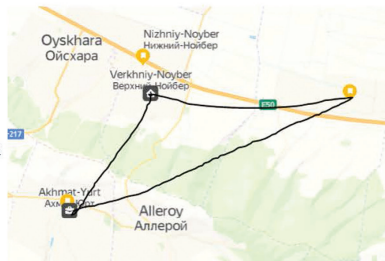 Nizhniy-Noyber
Нижний-Нойбер
Oyskhara
Ойсхара
Verkhniy-Noyber
Верхний-Нойбер
E50
217
Akhmat-Yurt
Alleroy
Аллерой